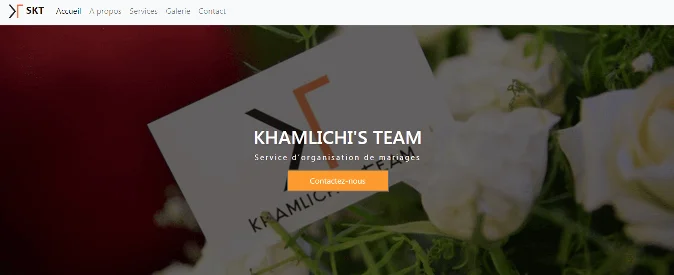 SKT Accueil A propos Services Galerie Contact
KHAMLICHI'S TEAM
Service d'organisation de mariages
Contactez-nous
KHAMLICHI'S TEAM